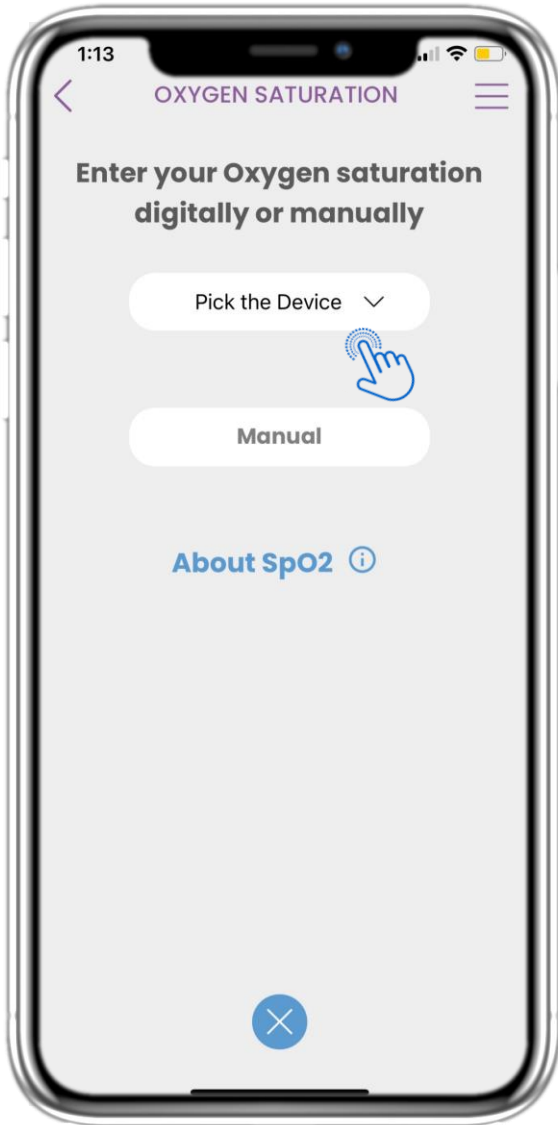 1:13
OXYGEN SATURATION
Enter your Oxygen saturation
digitally or manually
Pick the Device
Manual
About SpO2